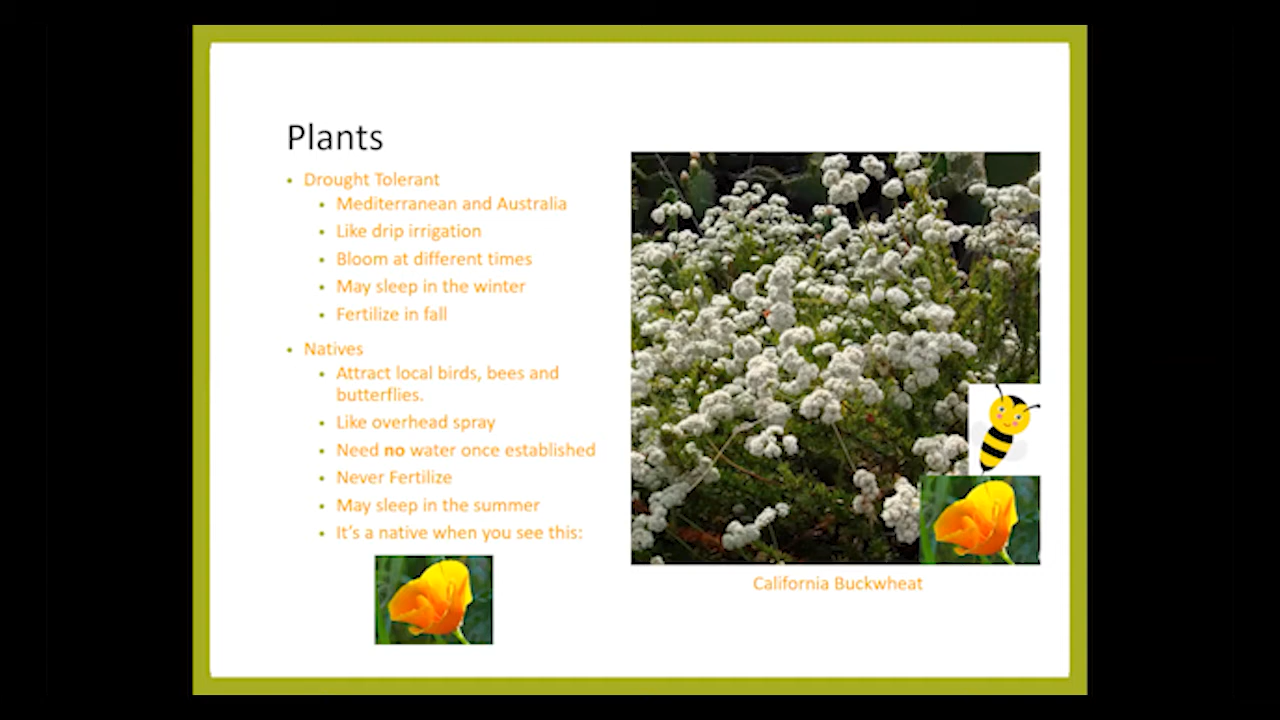 Plants
• Drought Tolerant
• Mediterranean and Australia
• Like drip irrigation
• Bloom at different times
• May sleep in the winter
• Fertilize in fall
• Natives
• Attract local birds, bees and
butterflies.
• Like overhead spray
• Need no water once established
• Never Fertilize
• May sleep in the summer
• It's a native when you see this:
California Buckwheat